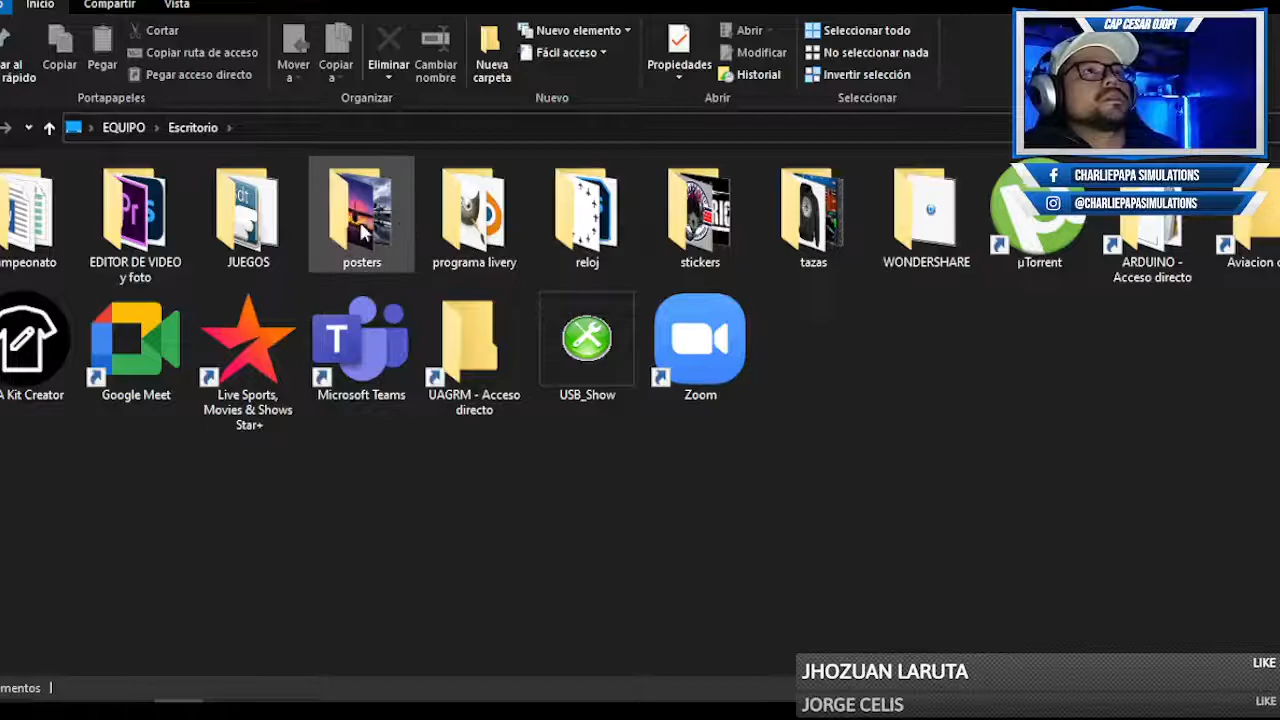 Inicio
Compartir
Vista
Copiar
Pegar
Cortar
Copiar ruta de acceso
Pegar acceso directo
Mover
a
Copiar
a
Eliminar
Cambiar
nombre
Nueva
carpeta
Nuevo elemento
Fácil acceso
Propiedades
Abrir
Modificar
Historial
Seleccionar todo
No seleccionar nada
Invertir selección
ar al
rápido
Portapapeles
Organizar
Nuevo
Abrir
Seleccionar
CAP CESAR DJOPI
EQUIPO
Escritorio
CHARLIEPAPA SIMULATIONS
@CHARLIEPAPASIMULATIONS
mpeonato
EDITOR DE VIDEO
y foto
JUEGOS
posters
programa livery
reloj
stickers
tazas
WONDERSHARE
µTorrent
ARDUINO -
Acceso directo
Aviacion
A Kit Creator
Google Meet
Live Sports,
Movies & Shows
Star+
Microsoft Teams
UAGRM - Acceso
directo
USB_Show
Zoom
mentos
JHOZUAN LARUTA
LIKE
JORGE CELIS
LIKE